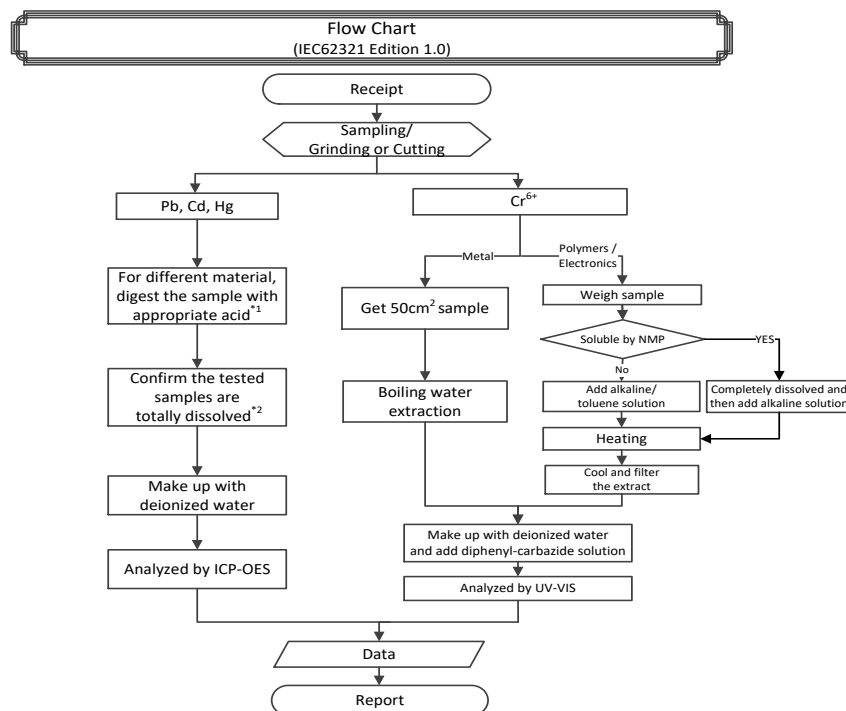 Flow Chart
(IEC62321 Edition 1.0)
Receipt
Sampling/
Grinding or Cutting
Pb, Cd, Hg
Cr⁶⁺
Metal
Polymers /
Electronics
For different material,
digest the sample with
appropriate acid*¹
Get 50cm² sample
Weigh sample
Soluble by NMP
YES
No
Confirm the tested
samples are
totally dissolved*²
Boiling water
extraction
Add alkaline/
toluene solution
Completely dissolved and
then add alkaline solution
Heating
Cool and filter
the extract
Make up with
deionized water
Make up with deionized water
and add diphenyl-carbazide solution
Analyzed by ICP-OES
Analyzed by UV-VIS
Data
Report